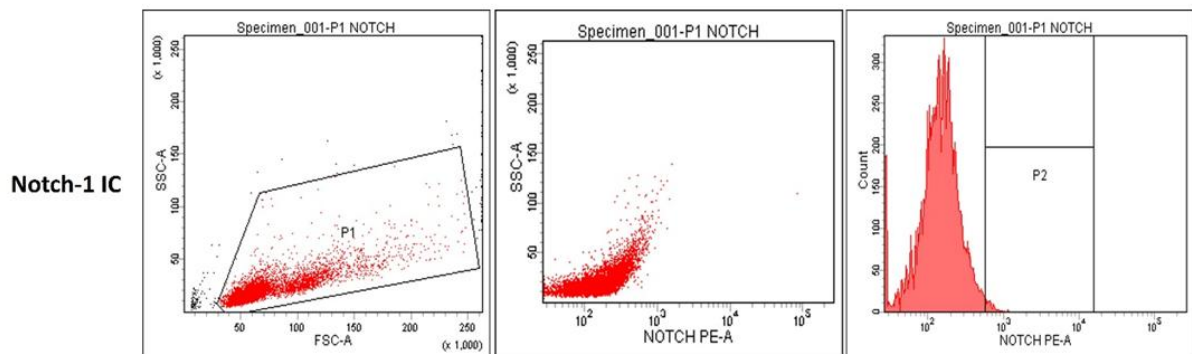 Notch-1 IC
Specimen_001-P1 NOTCH
(x 1,000)
250
200
150
100
50
SSC-A
P1
50 100 150 200 250
FSC-A
(x 1,000)
Specimen_001-P1 NOTCH
(x 1,000)
250
200
150
100
50
SSC-A
10² 10³ 10⁴ 10⁵
NOTCH PE-A
Specimen_001-P1 NOTCH
300
250
200
150
100
50
0
Count
P2
10² 10³ 10⁴ 10⁵
NOTCH PE-A